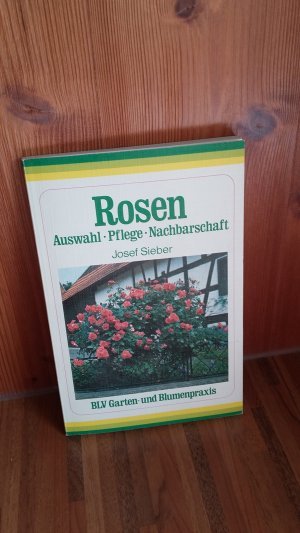 Rosen
Auswahl · Pflege · Nachbarschaft
Josef Sieber
BLV Garten- und Blumenpraxis